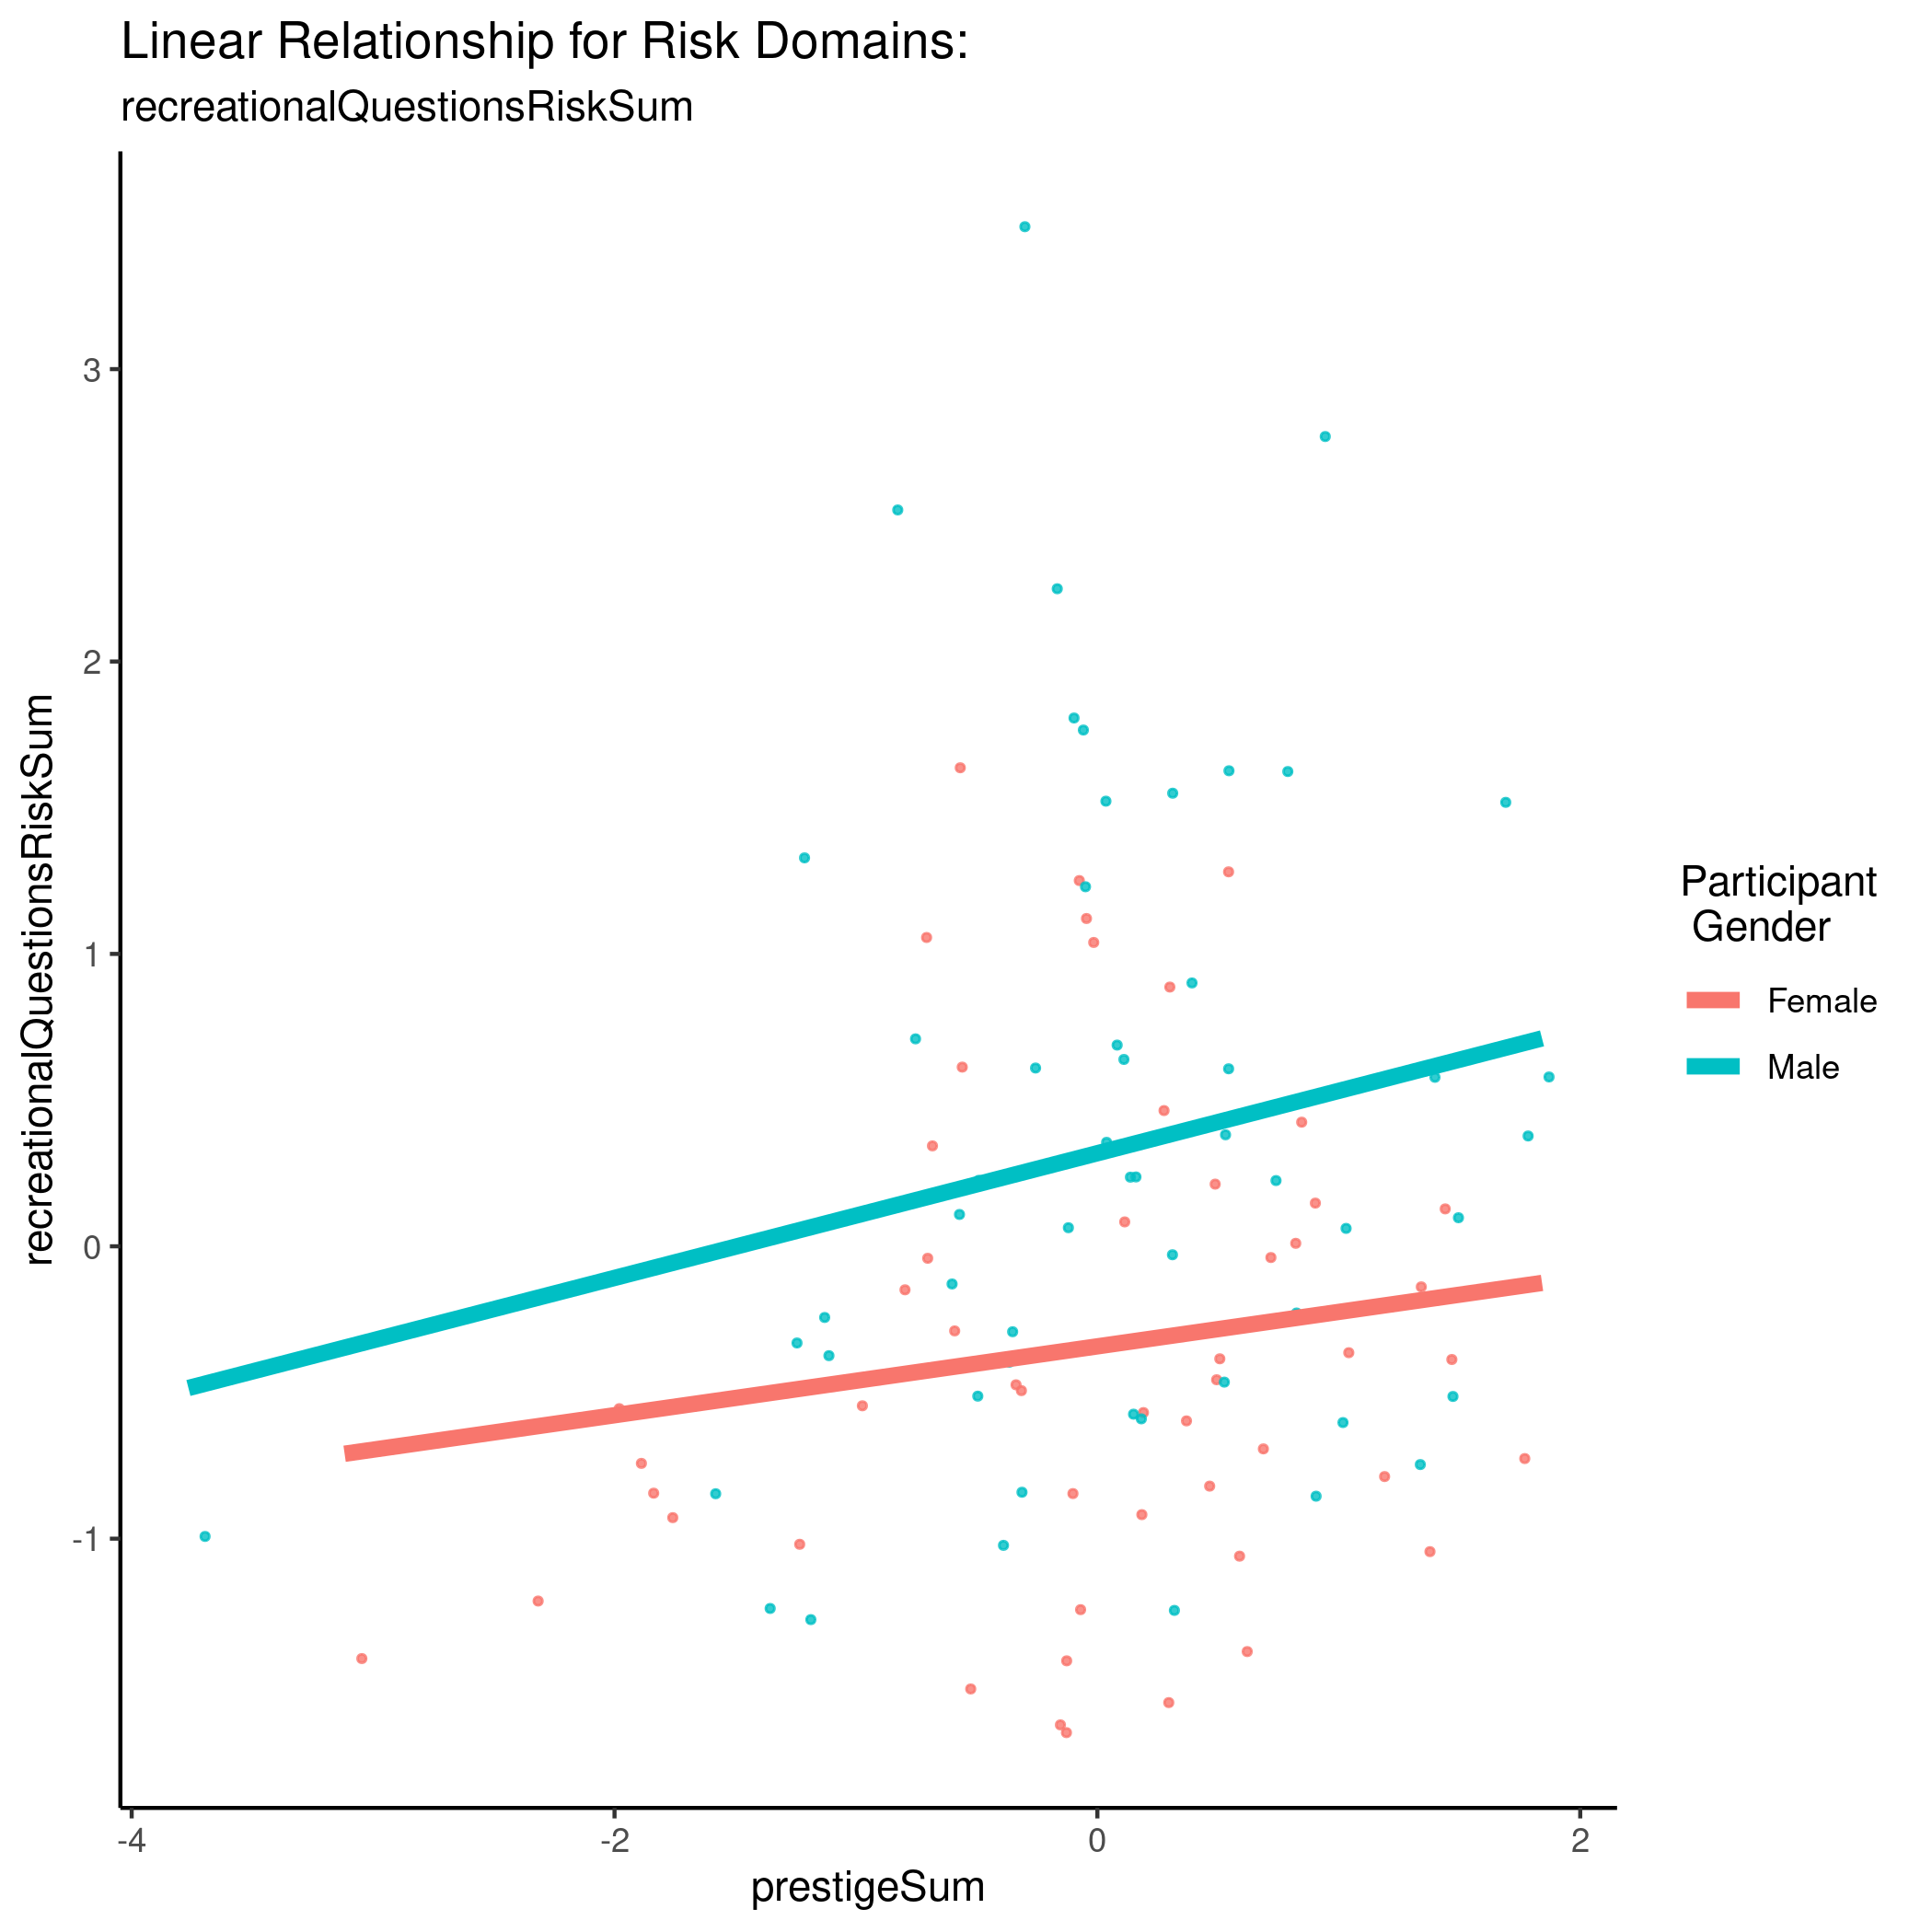 Linear Relationship for Risk Domains:
recreationalQuestionsRiskSum
recreationalQuestionsRiskSum
3
2
1
0
-1
-4
-2
0
2
prestigeSum
Participant
Gender
Female
Male